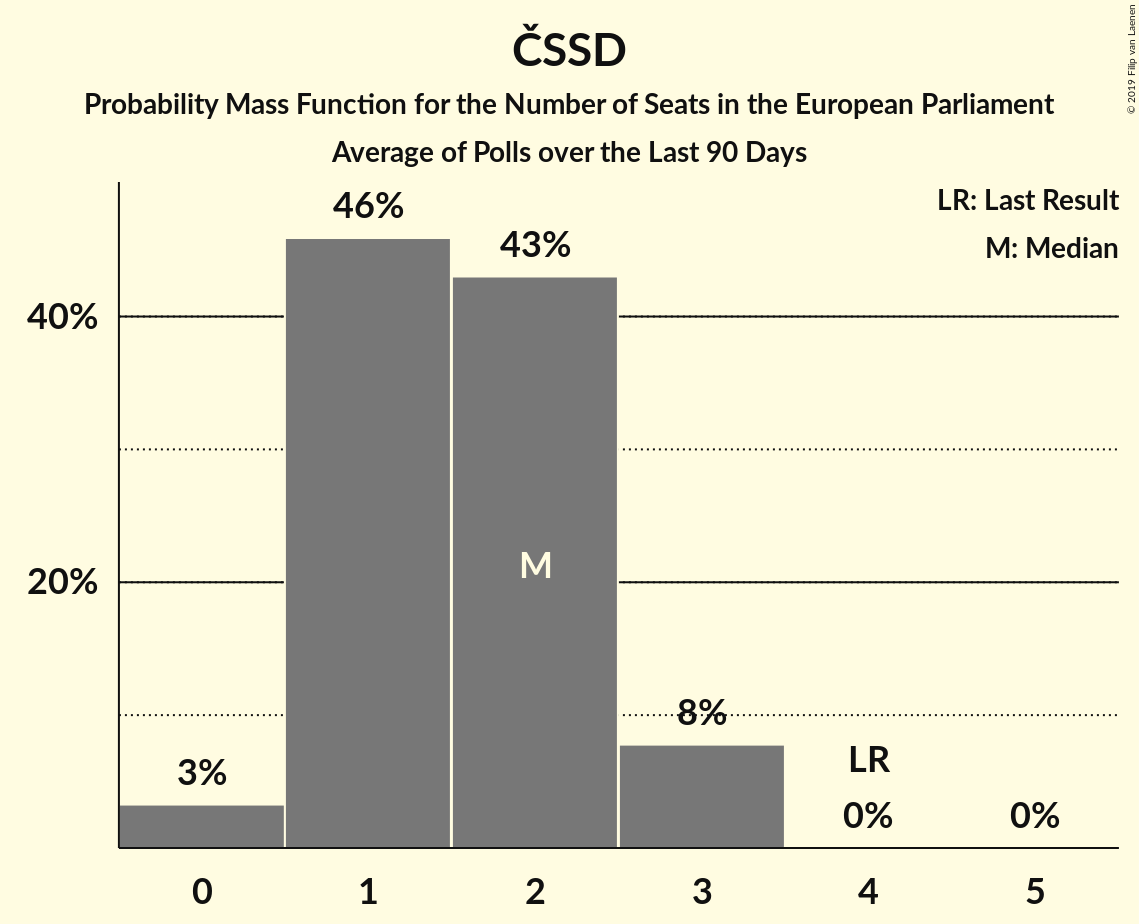 ČSSD
Probability Mass Function for the Number of Seats in the European Parliament
Average of Polls over the Last 90 Days
© 2019 Filip van Laenen
LR: Last Result
M: Median
46%
43%
40%
M
20%
8%
3%
LR
0%
0%
0 1 2 3 4 5